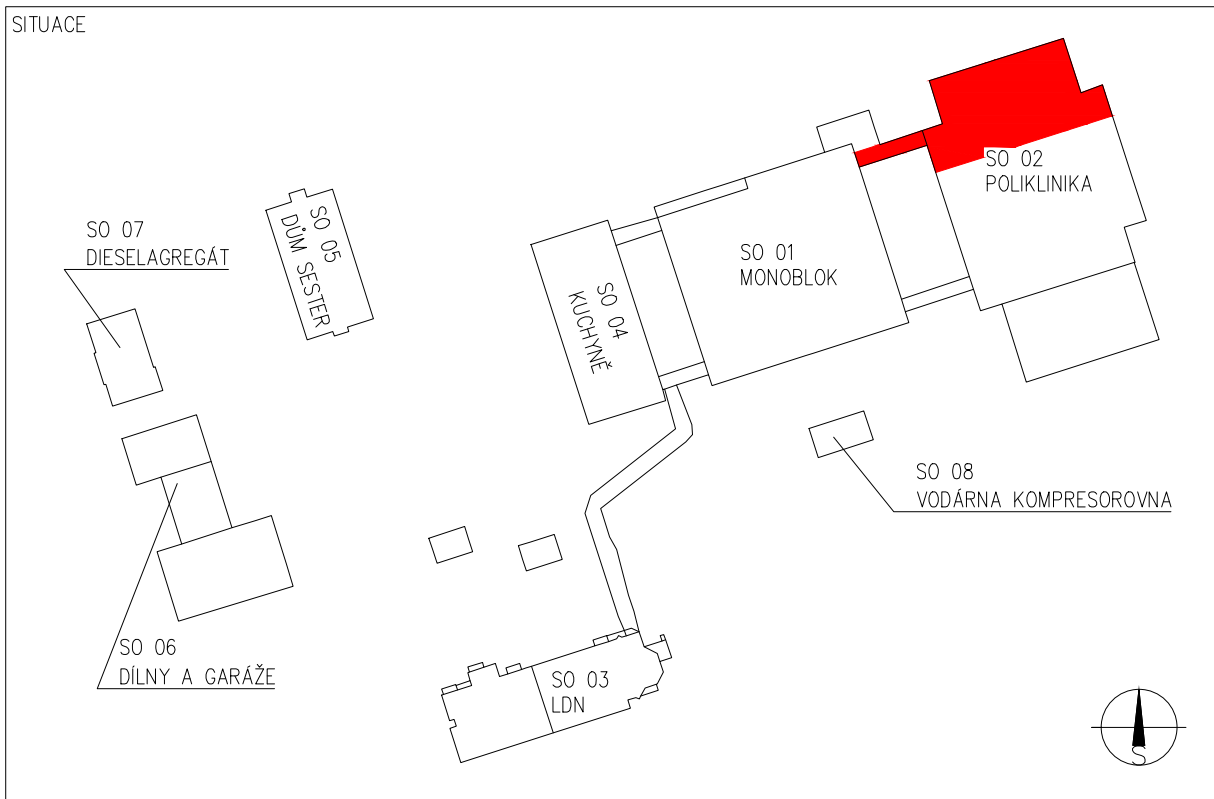 SITUACE
SO 02
POLIKLINIKA
SO 07
DIESELAGREGÁT
SO 05
DŮM SESTER
SO 01
MONOBLOK
SO 04
KUCHYNĚ
SO 08
VODÁRNA KOMPRESOROVNA
SO 06
DÍLNY A GARÁŽE
SO 03
LDN
S